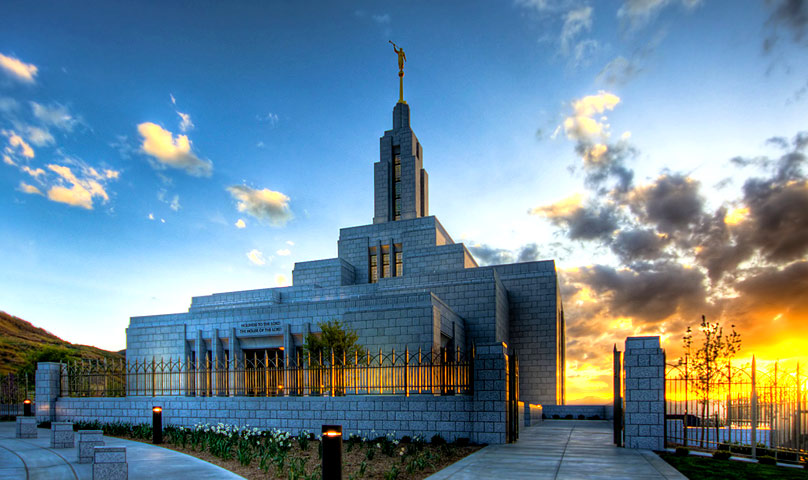 HOLINESS TO THE LORD
THE HOUSE OF THE LORD